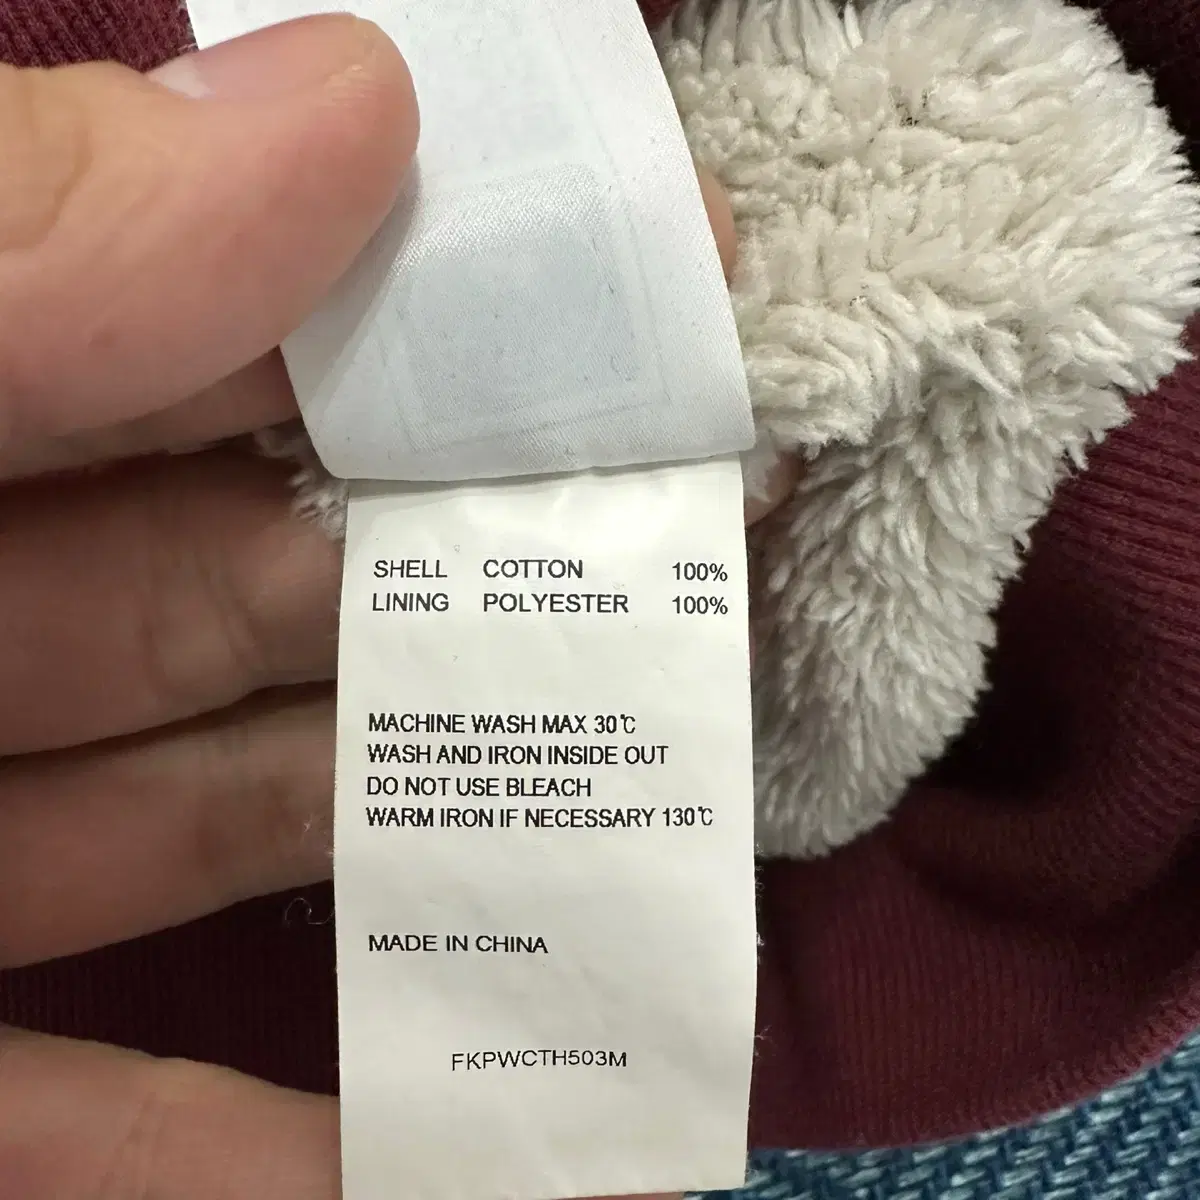 SHELL COTTON 100%
LINING POLYESTER 100%
MACHINE WASH MAX 30℃
WASH AND IRON INSIDE OUT
DO NOT USE BLEACH
WARM IRON IF NECESSARY 130℃
MADE IN CHINA
FKPWCTH503M